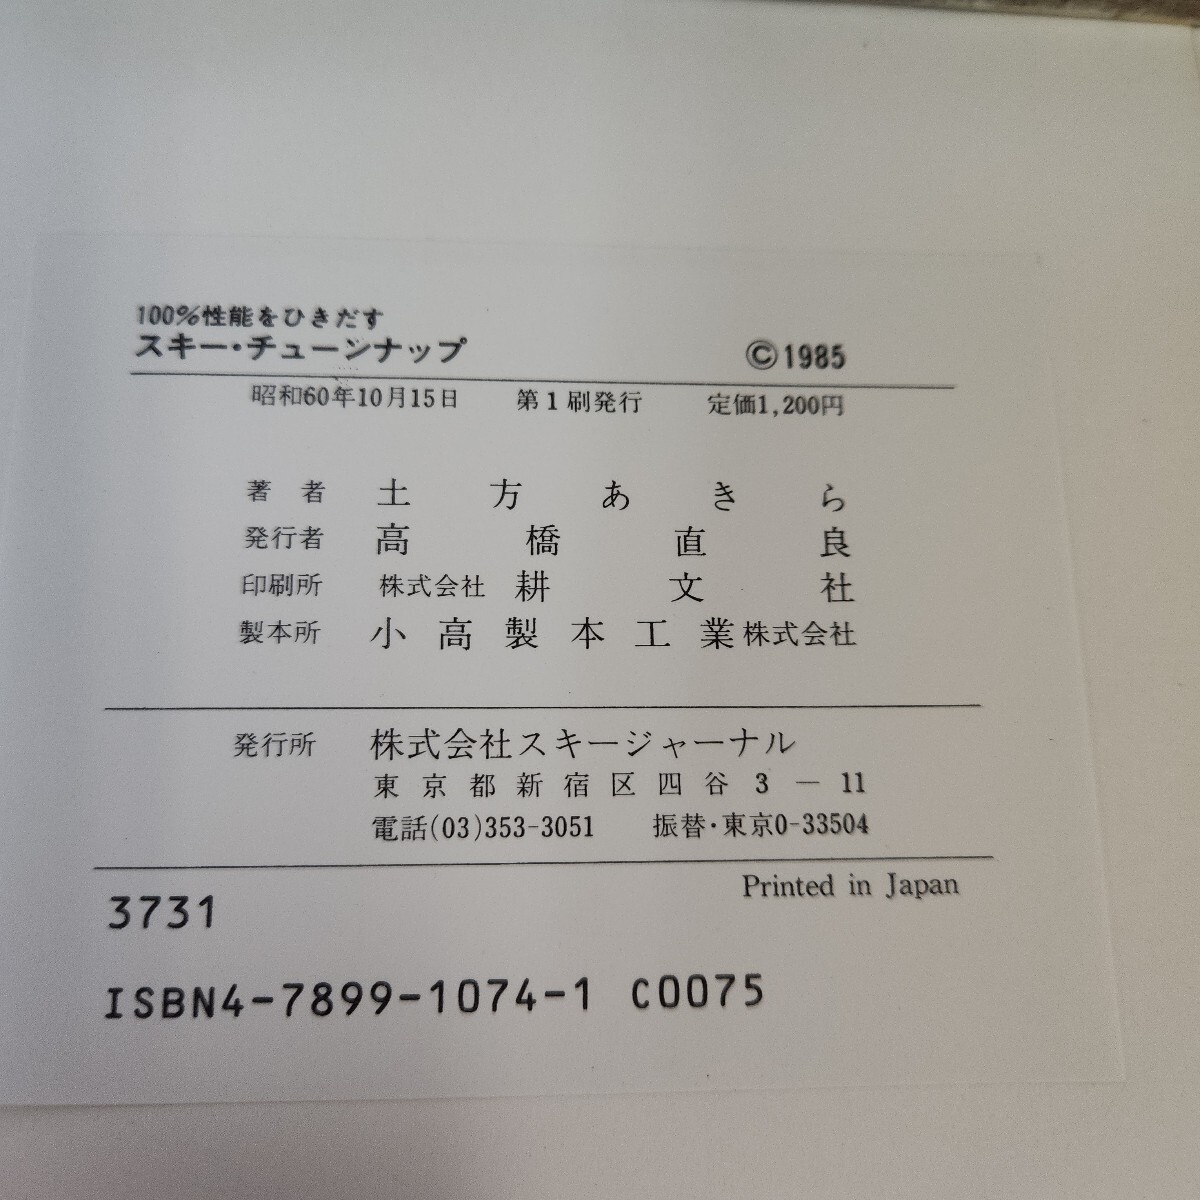 100%性能をひきだす
スキー・チューンナップ ©1985
昭和60年10月15日 第1刷発行 定価1,200円
著者 土方あきら
発行者 高橋直良
印刷所 株式会社 耕文社
製本所 小高製本工業株式会社
発行所 株式会社スキージャーナル
東京都新宿区四谷3-11
電話(03)353-3051 振替・東京0-33504
Printed in Japan
3731
ISBN4-7899-1074-1 C0075